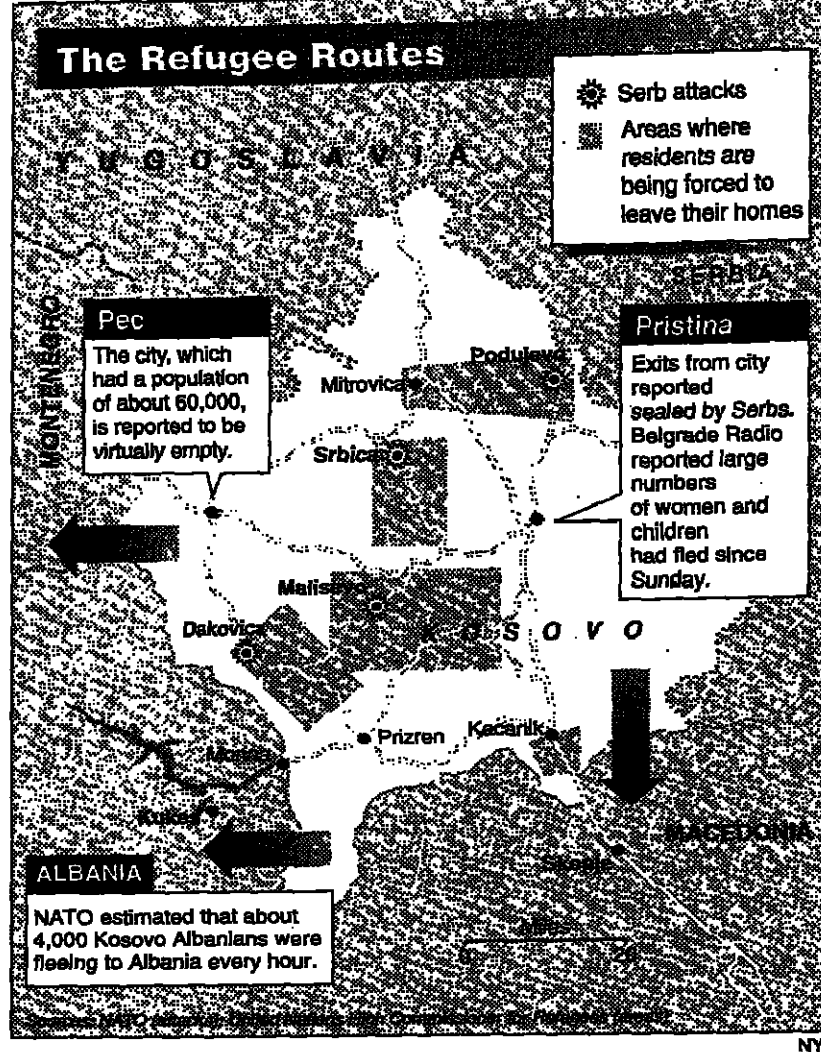 The Refugee Routes
Serb attacks
Areas where
residents are
being forced to
leave their homes
YUGOSLAVIA
SERBIA
MONTENEGRO
Pec
The city, which
had a population
of about 60,000,
is reported to be
virtually empty.
Pristina
Exits from city
reported
sealed by Serbs.
Belgrade Radio
reported large
numbers
of women and
children
had fled since
Sunday.
Podujevo
Mitrovica
Srbica
Malisevo
Dakovica
KOSOVO
Prizren
Kacanik
Kukes
MACEDONIA
Skopje
ALBANIA
NATO estimated that about
4,000 Kosovo Albanians were
fleeing to Albania every hour.
Miles
0
NY